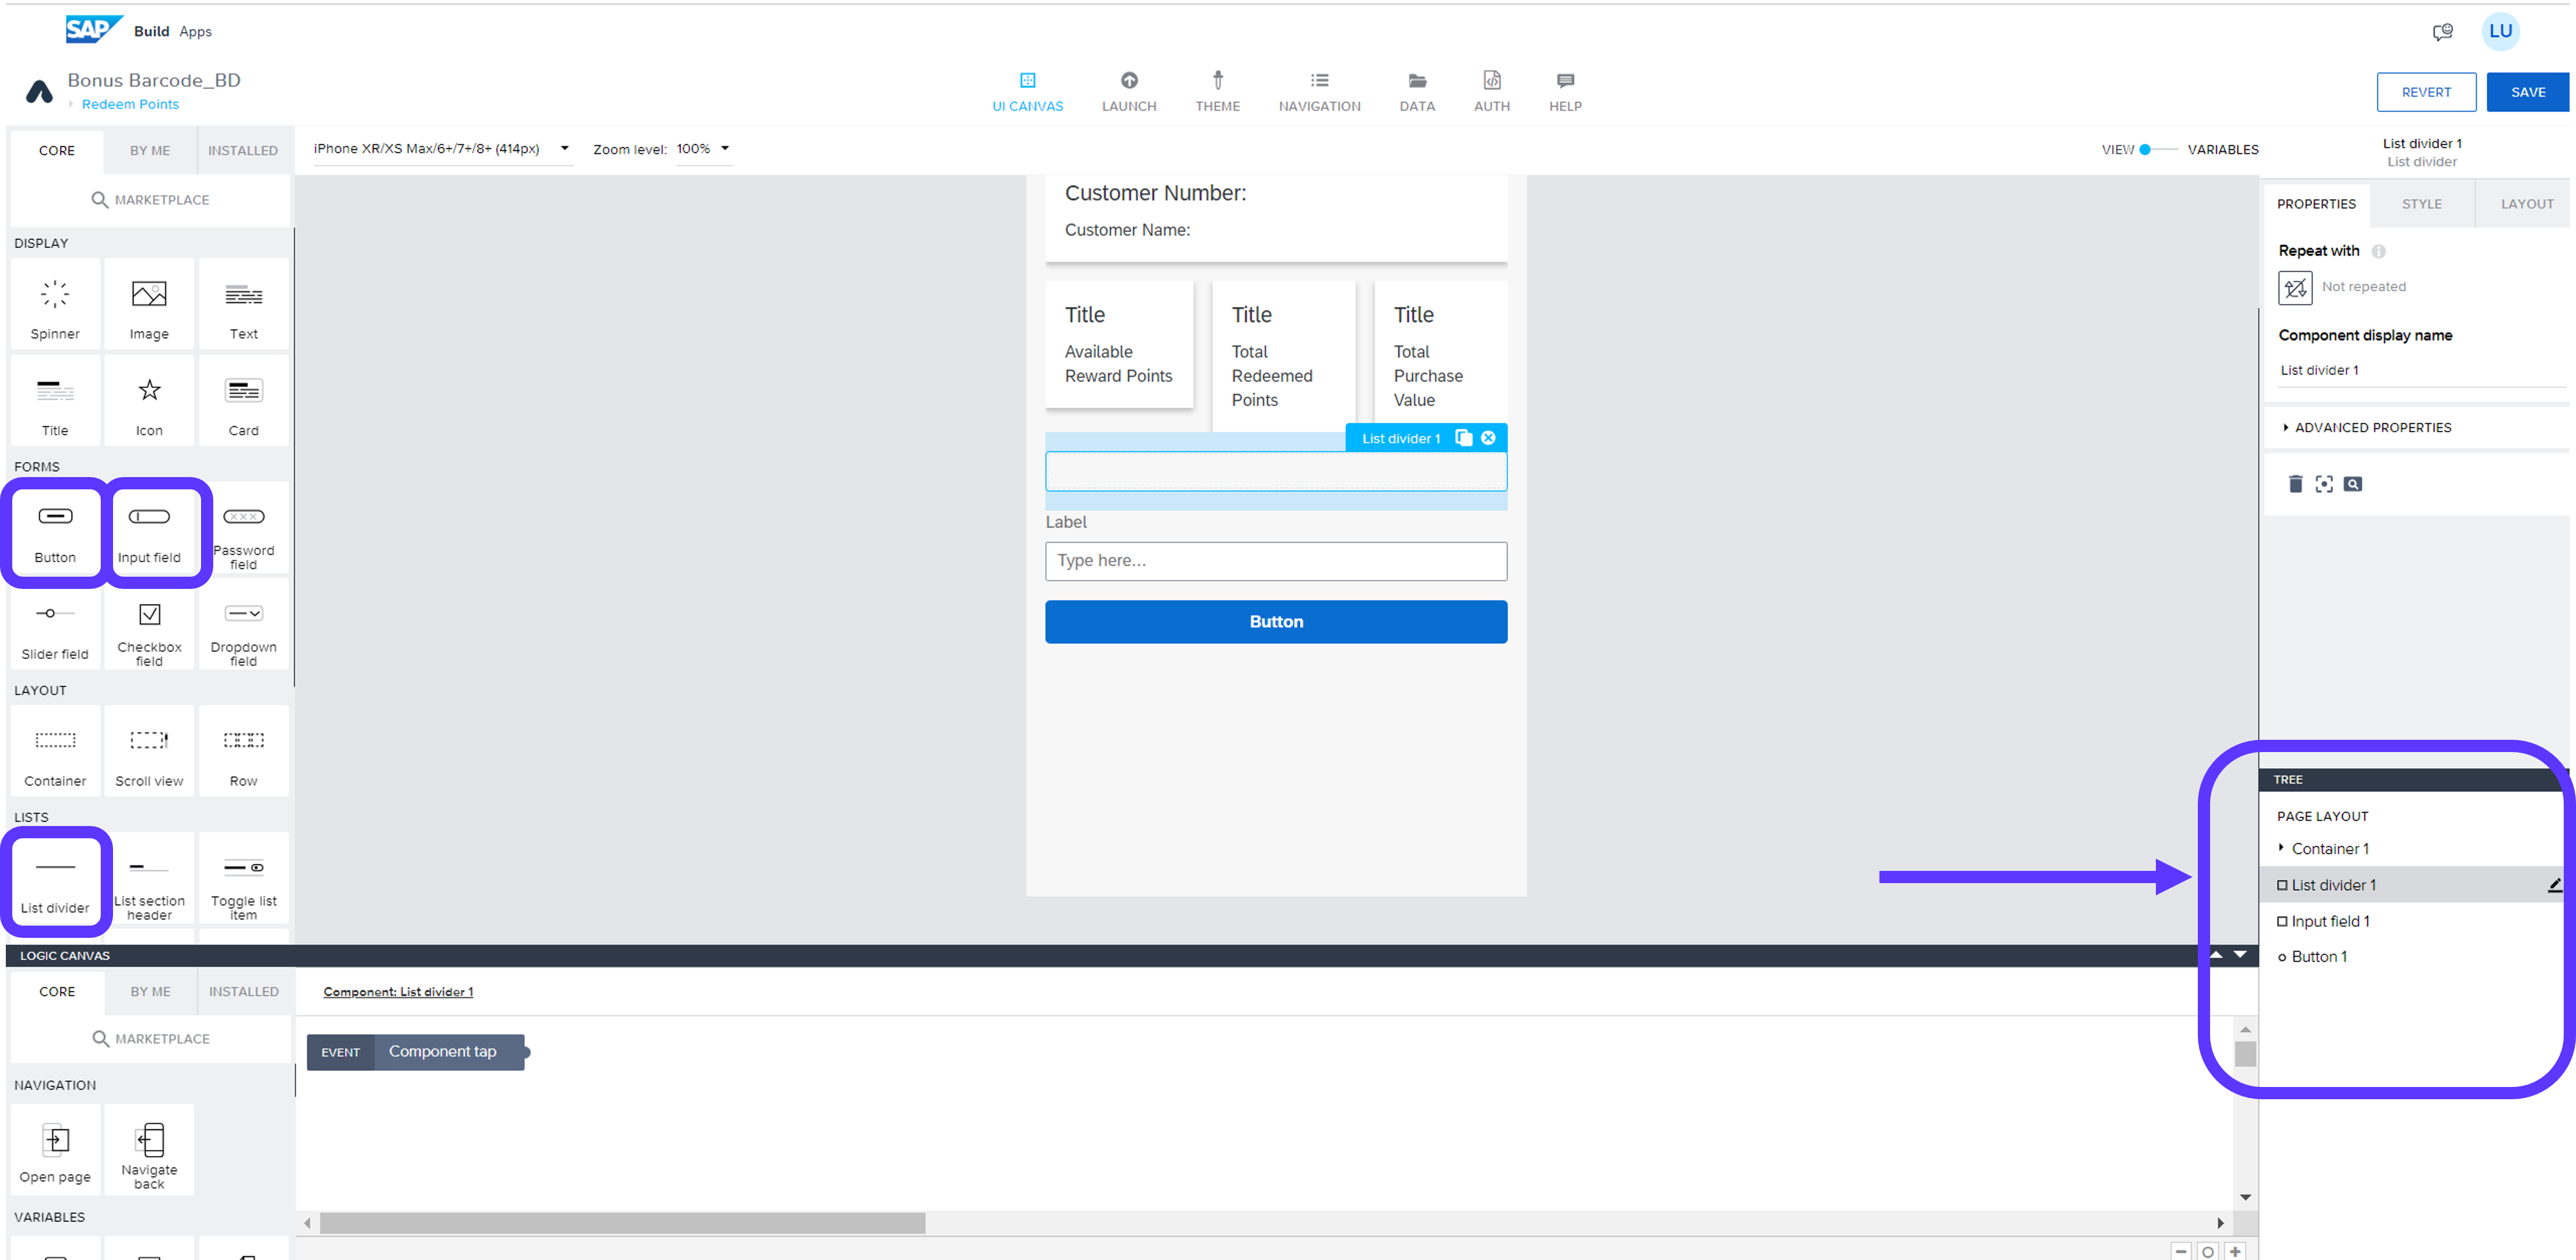 SAP Build Apps
LU
Bonus Barcode_BD
Redeem Points
UI CANVAS
LAUNCH
THEME
NAVIGATION
DATA
AUTH
HELP
REVERT
SAVE
CORE
BY ME
INSTALLED
MARKETPLACE
iPhone XR/XS Max/6+/7+/8+ (414px)
Zoom level: 100%
VIEW
VARIABLES
List divider 1
List divider
DISPLAY
Spinner
Image
Text
Title
Icon
Card
FORMS
Button
Input field
Password
field
Slider field
Checkbox
field
Dropdown
field
LAYOUT
Container
Scroll view
Row
LISTS
List divider
List section
header
Toggle list
item
Customer Number:
Customer Name:
Title
Available
Reward Points
Title
Total
Redeemed
Points
Title
Total
Purchase
Value
List divider 1
Label
Type here...
Button
PROPERTIES
STYLE
LAYOUT
Repeat with
Not repeated
Component display name
List divider 1
ADVANCED PROPERTIES
TREE
PAGE LAYOUT
Container 1
List divider 1
Input field 1
Button 1
LOGIC CANVAS
CORE
BY ME
INSTALLED
MARKETPLACE
Component: List divider 1
EVENT
Component tap
NAVIGATION
Open page
Navigate
back
VARIABLES